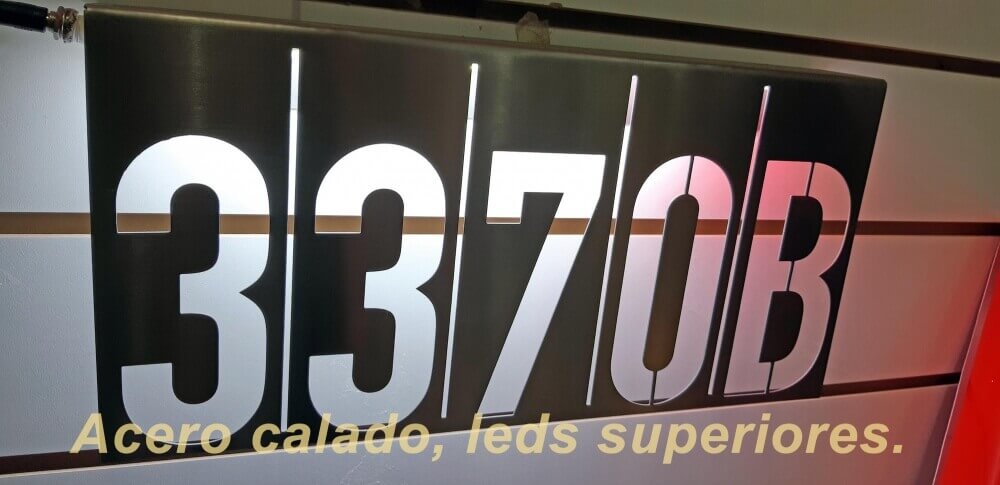 3370B
Acero calado, leds superiores.